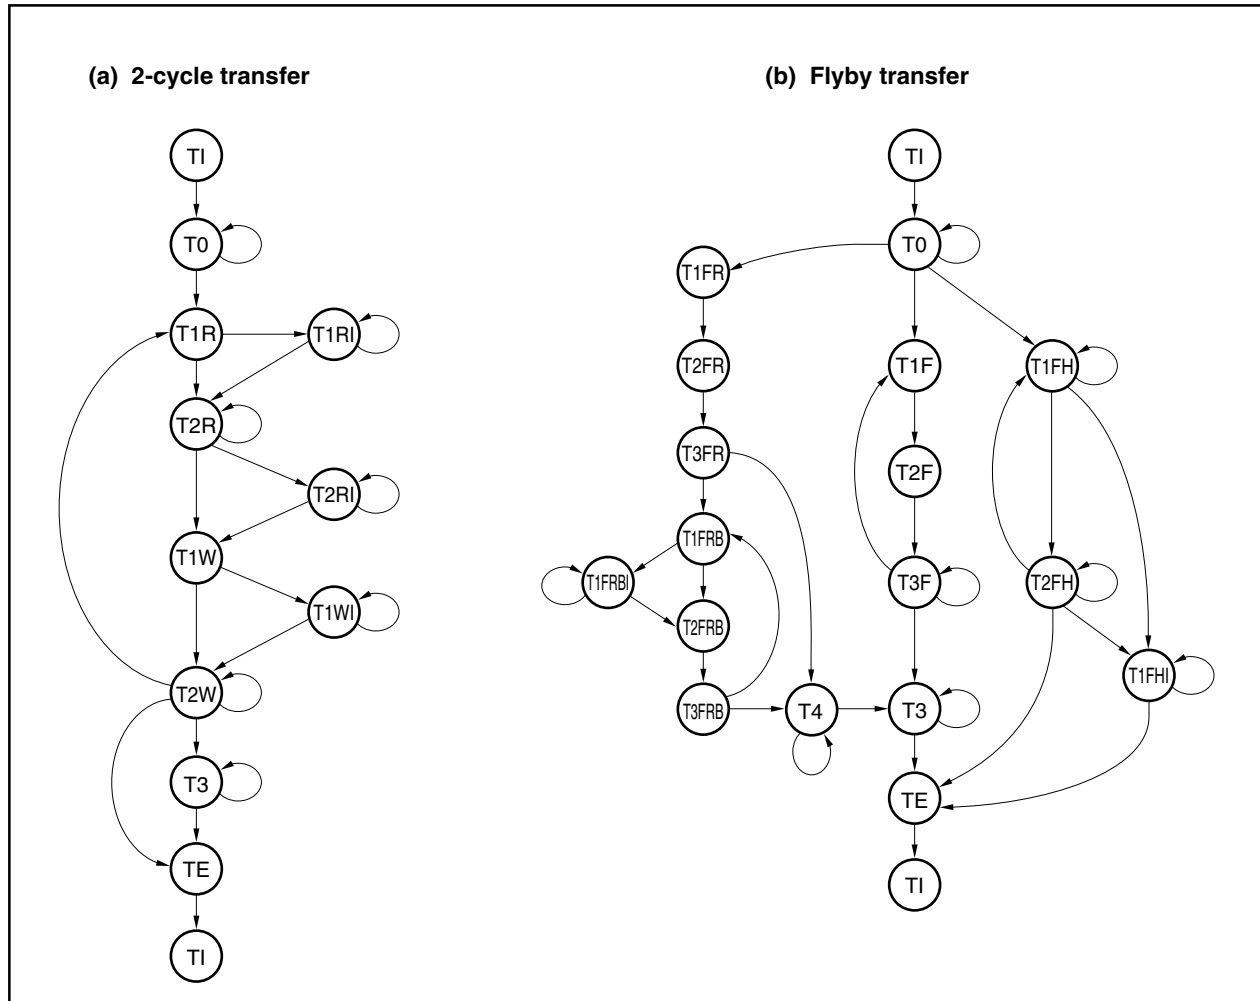 (a) 2-cycle transfer
TI
T0
T1R
T1RI
T2R
T2RI
T1W
T1WI
T2W
T3
TE
TI
(b) Flyby transfer
TI
T0
T1FR
T1F
T1FH
T2FR
T3FR
T2F
T1FRB
T1FRBI
T3F
T2FH
T2FRB
T1FHI
T3FRB
T4
T3
TE
TI